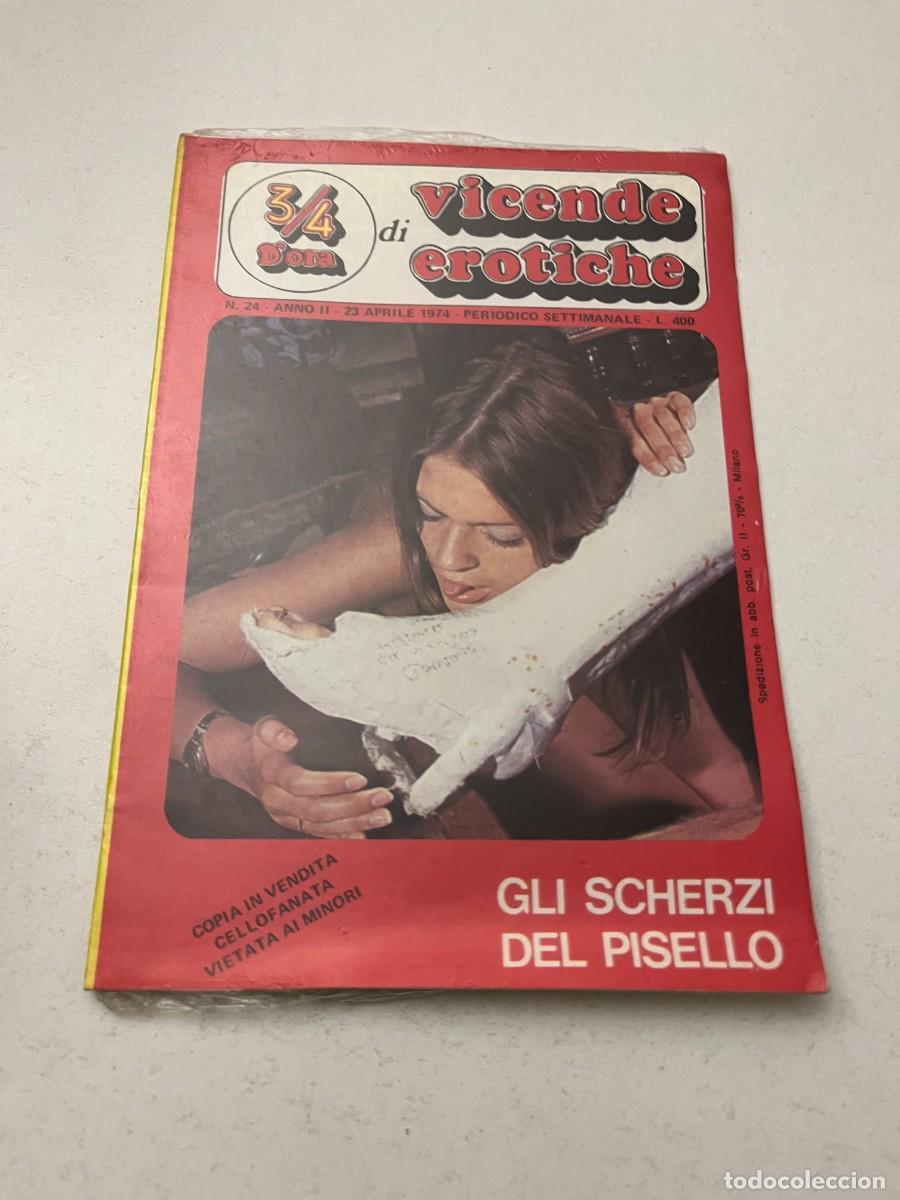 3/4
D'ora
di
vicende
erotiche
N. 24 - ANNO II - 23 APRILE 1974 - PERIODICO SETTIMANALE - L. 400
Spedizione in abb. post. Gr. II - 70% - Milano
COPIA IN VENDITA
CELLOFANATA
VIETATA AI MINORI
GLI SCHERZI
DEL PISELLO
todocoleccion